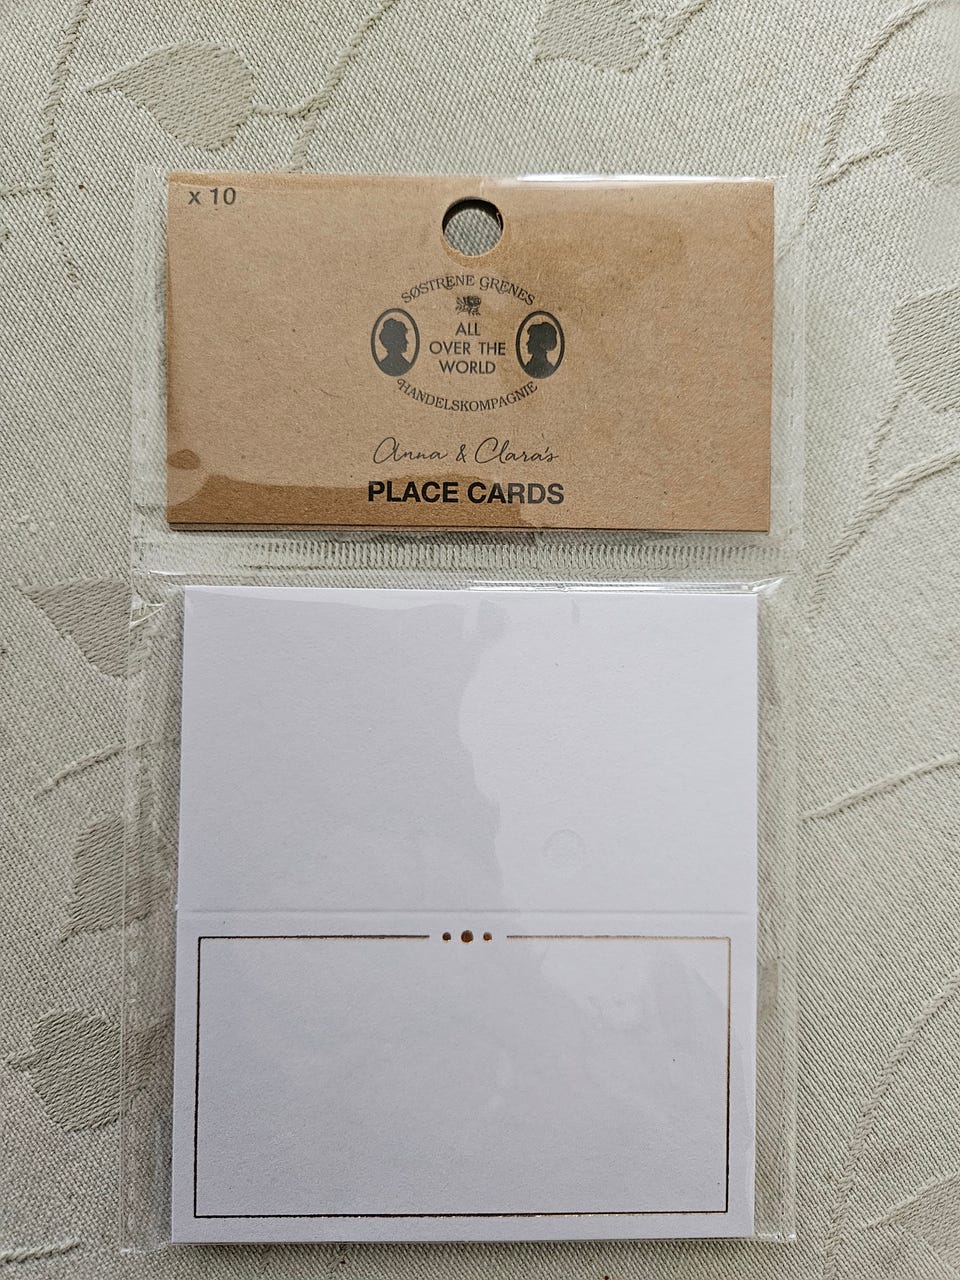 x 10
SØSTRENE GRENES
ALL
OVER THE
WORLD
HANDELSKOMPAGNIE
Anna & Clara's
PLACE CARDS